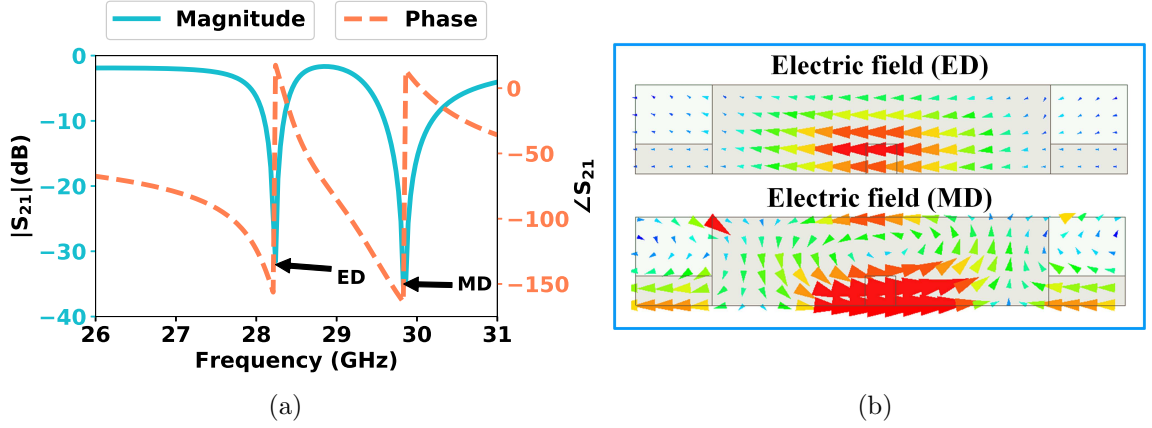 Magnitude
Phase
0
−10
−20
−30
−40
|S21|(dB)
26
27
28
29
30
31
Frequency (GHz)
0
−50
−100
−150
∠S21
ED
MD
(a)
Electric field (ED)
Electric field (MD)
(b)